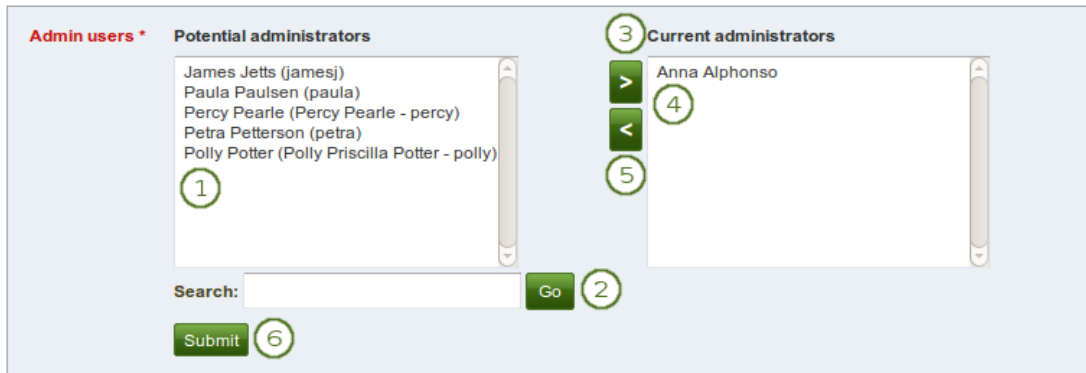 Admin users * Potential administrators 3 Current administrators
James Jetts (jamesj) > Anna Alphonso
Paula Paulsen (paula)
Percy Pearle (Percy Pearle - percy) 4
Petra Petterson (petra) <
Polly Potter (Polly Priscilla Potter - polly)
1 5
Search: Go 2
Submit 6